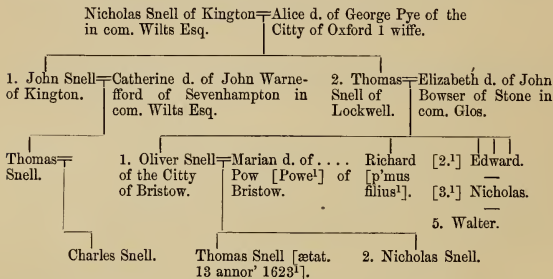 Nicholas Snell of Kington═Alice d. of George Pye of the
in com. Wilts Esq. Citty of Oxford 1 wiffe.
1. John Snell═Catherine d. of John Warne-
of Kington. fford of Sevenhampton in
com. Wilts Esq.
2. Thomas═Elizabeth d. of John
Snell of Bowser of Stone in
Lockwell. com. Glos.
Thomas═
Snell.
1. Oliver Snell═Marian d. of . . . .
of the Citty Pow [Powe¹] of
of Bristow. Bristow.
Richard
[p'mus
filius¹].
[2.¹] Edward.
[3.¹] Nicholas.
5. Walter.
Charles Snell.
Thomas Snell [ætat.
13 annor' 1623¹].
2. Nicholas Snell.